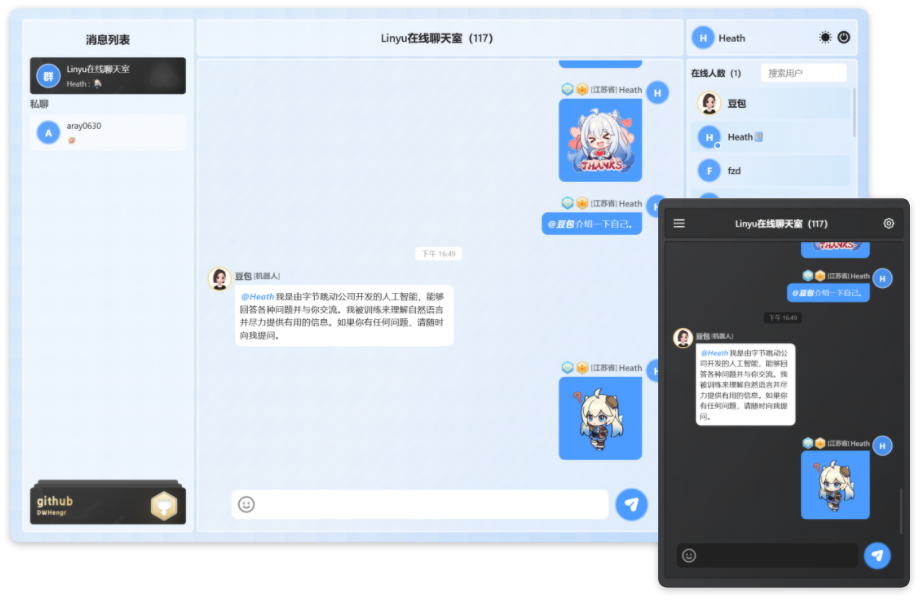 消息列表
群
Linyu在线聊天室
Heath :
私聊
A
aray0630
github
DWHengr
Linyu在线聊天室（117）
[江苏省] Heath
H
THANKS
[江苏省] Heath
H
@豆包 介绍一下自己。
下午 16:49
豆包 [机器人]
@Heath 我是由字节跳动公司开发的人工智能，能够
回答各种问题并与你交流。我被训练来理解自然语言
并尽力提供有用的信息。如果你有任何问题，请随时
向我提问。
[江苏省] Heath
H
H
Heath
在线人数（1）
搜索用户
豆包
H
Heath
F
fzd
Linyu在线聊天室（117）
THANKS
[江苏省] Heath
H
@豆包 介绍一下自己。
下午 16:49
豆包 [机器人]
@Heath 我是由字节跳动公
司开发的人工智能，能够回
答各种问题并与你交流。我
被训练来理解自然语言并尽
力提供有用的信息。如果你
有任何问题，请随时向我提
问。
[江苏省] Heath
H